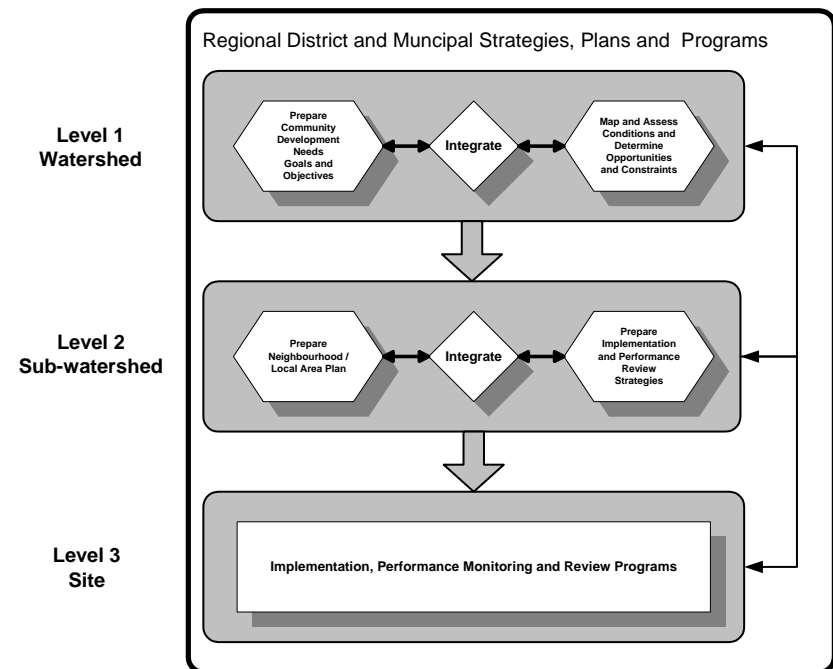 Regional District and Muncipal Strategies, Plans and Programs
Level 1
Watershed
Prepare
Community
Development
Needs
Goals and
Objectives
Integrate
Map and Assess
Conditions and
Determine
Opportunities
and Constraints
Level 2
Sub-watershed
Prepare
Neighbourhood /
Local Area Plan
Integrate
Prepare
Implementation
and Performance
Review
Strategies
Level 3
Site
Implementation, Performance Monitoring and Review Programs